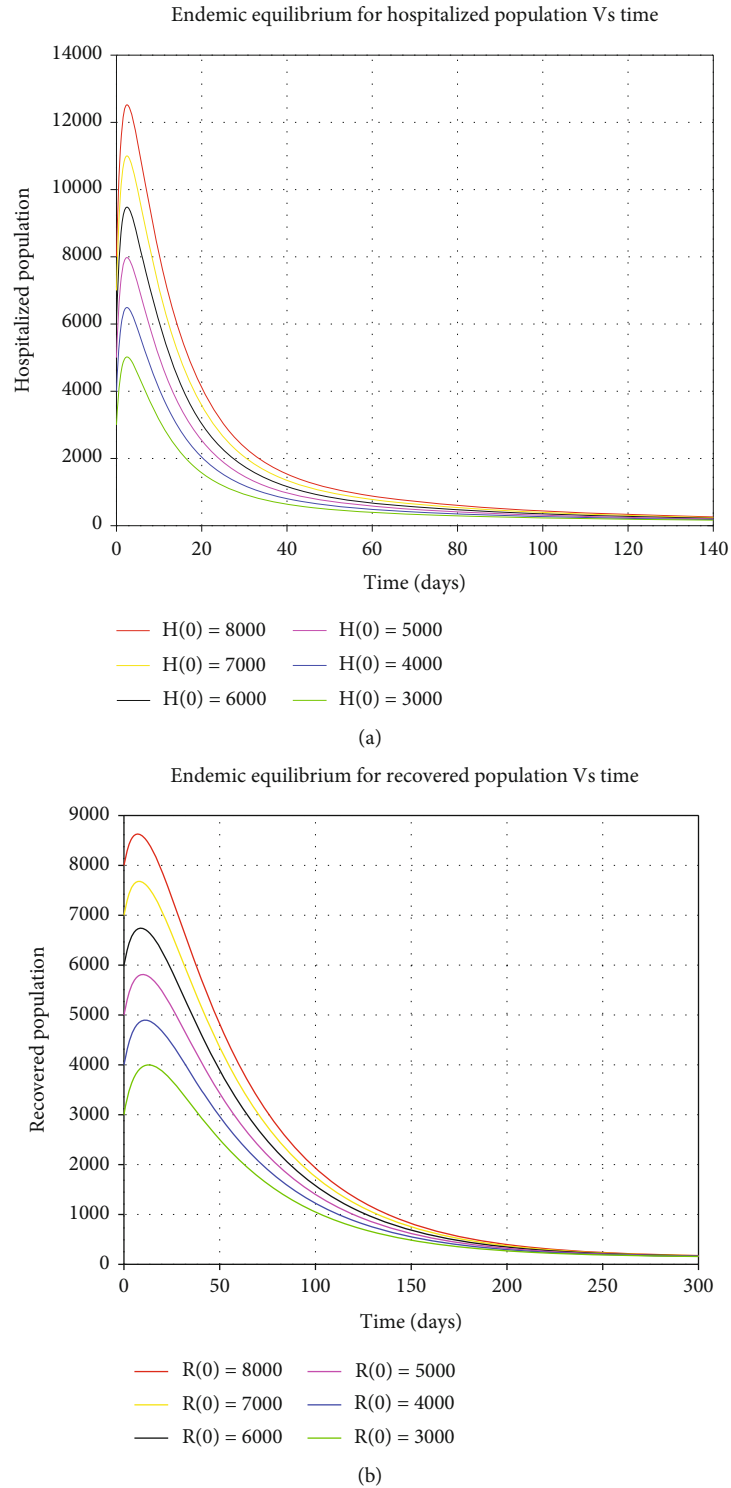 Endemic equilibrium for hospitalized population Vs time
14000
12000
10000
8000
6000
4000
2000
0
Hospitalized population
0 20 40 60 80 100 120 140
Time (days)
H(0) = 8000 H(0) = 5000
H(0) = 7000 H(0) = 4000
H(0) = 6000 H(0) = 3000
(a)
Endemic equilibrium for recovered population Vs time
9000
8000
7000
6000
5000
4000
3000
2000
1000
0
Recovered population
0 50 100 150 200 250 300
Time (days)
R(0) = 8000 R(0) = 5000
R(0) = 7000 R(0) = 4000
R(0) = 6000 R(0) = 3000
(b)